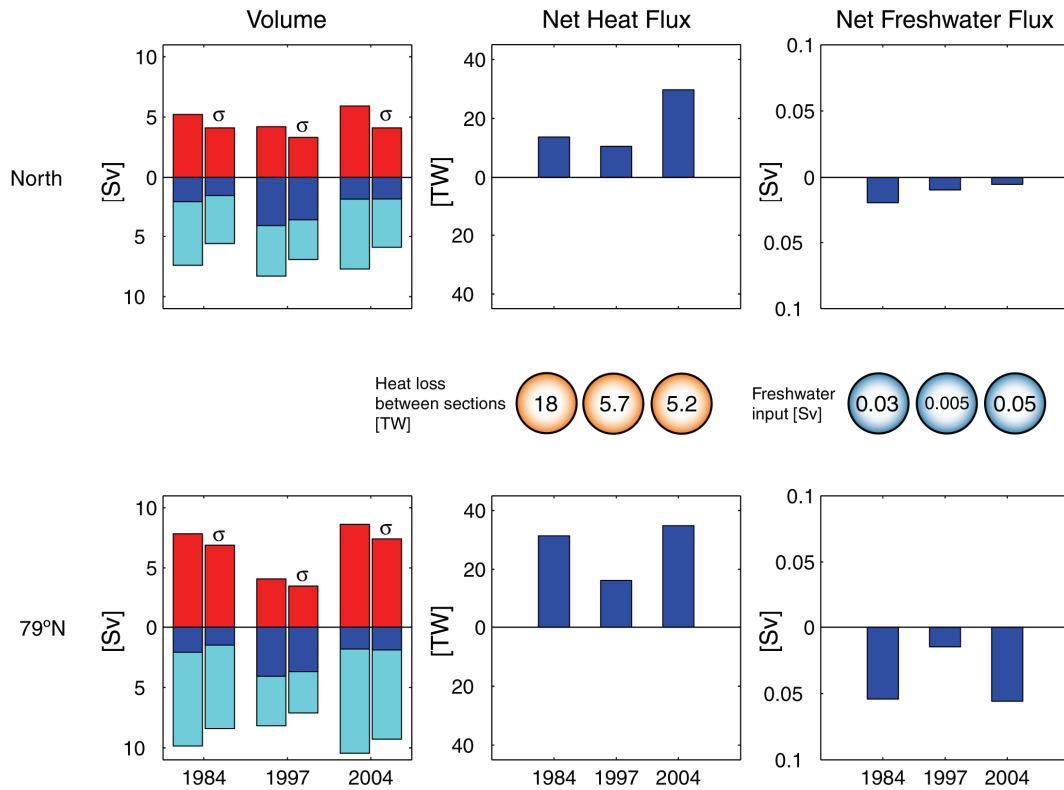 Volume
Net Heat Flux
Net Freshwater Flux
North
[Sv]
10
5
0
5
10
σ
σ
σ
[TW]
40
20
0
20
40
[Sv]
0.1
0.05
0
0.05
0.1
Heat loss
between sections
[TW]
18
5.7
5.2
Freshwater
input [Sv]
0.03
0.005
0.05
79ºN
[Sv]
10
5
0
5
10
σ
σ
σ
1984
1997
2004
[TW]
40
20
0
20
40
1984
1997
2004
[Sv]
0.1
0.05
0
0.05
0.1
1984
1997
2004